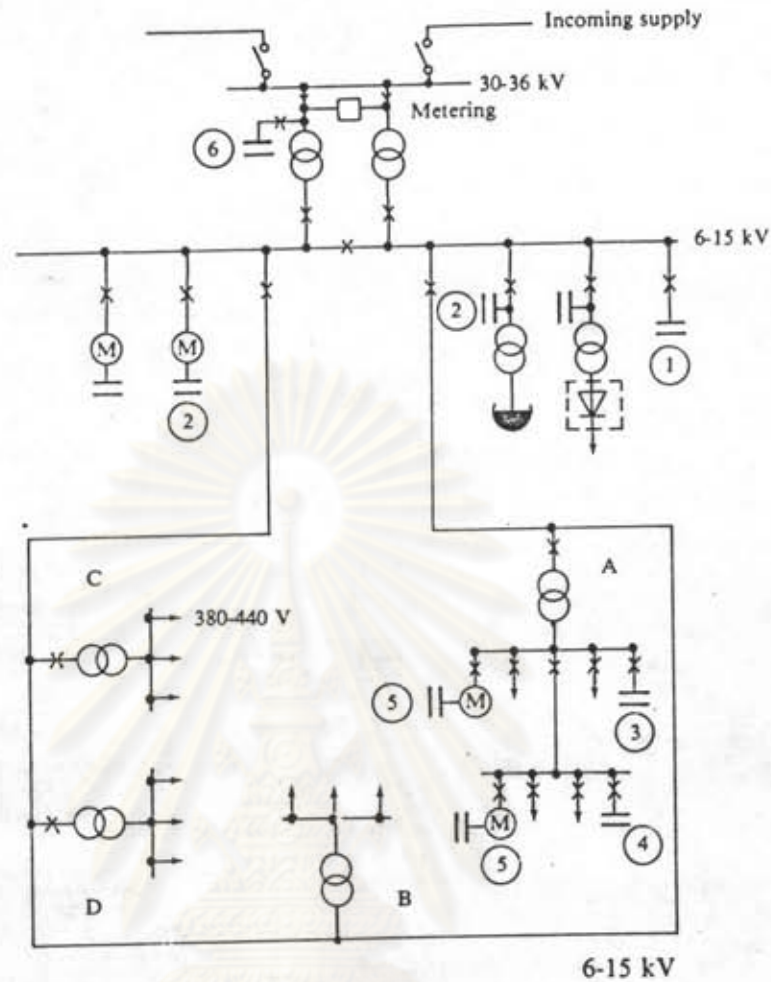 Incoming supply
30-36 kV
Metering
6
6-15 kV
M
M
2
2
1
C
A
380-440 V
5
M
3
M
5
4
D
B
6-15 kV